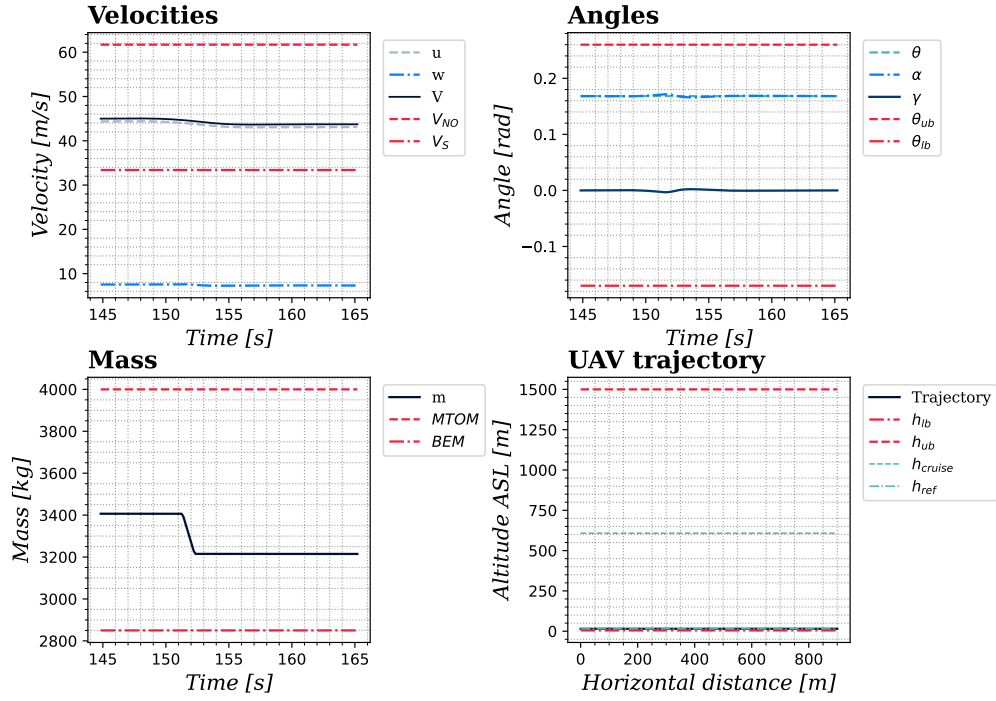 Velocities
60
50
40
30
20
10
Velocity [m/s]
145 150 155 160 165
Time [s]
u
w
V
V_NO
V_S
Angles
0.2
0.1
0.0
−0.1
Angle [rad]
145 150 155 160 165
Time [s]
θ
α
γ
θ_ub
θ_lb
Mass
4000
3800
3600
3400
3200
3000
2800
Mass [kg]
145 150 155 160 165
Time [s]
m
MTOM
BEM
UAV trajectory
1500
1250
1000
750
500
250
0
Altitude ASL [m]
0 200 400 600 800
Horizontal distance [m]
Trajectory
h_lb
h_ub
h_cruise
h_ref